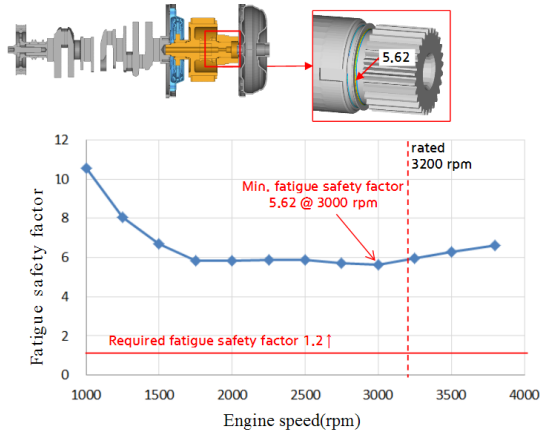 5,62
12
10
8
6
4
2
0
Fatigue safety factor
rated
3200 rpm
Min. fatigue safety factor
5,62 @ 3000 rpm
Required fatigue safety factor 1.2↑
1000 1500 2000 2500 3000 3500 4000
Engine speed(rpm)